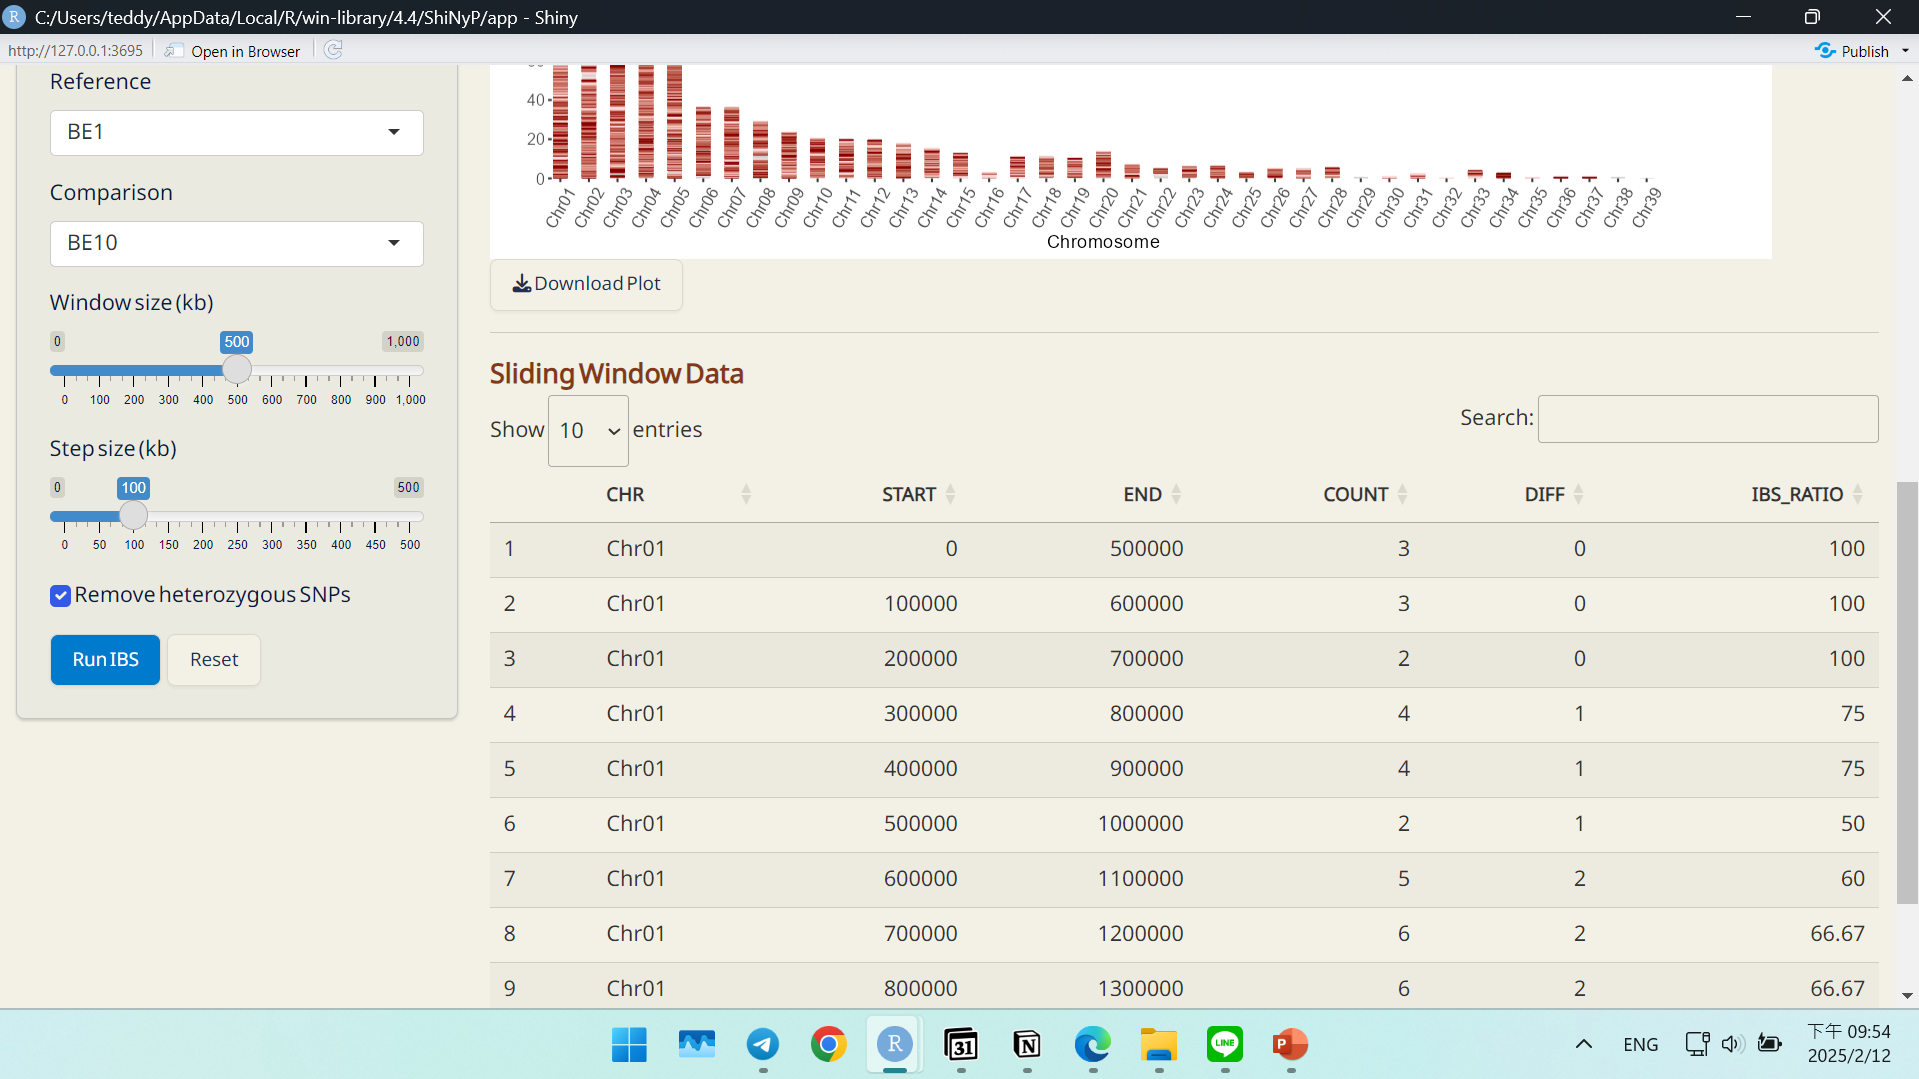 C:/Users/teddy/AppData/Local/R/win-library/4.4/ShiNyP/app - Shiny
http://127.0.0.1:3695 Open in Browser Publish
Reference
BE1
Comparison
BE10
Window size (kb)
0 500 1,000
0 100 200 300 400 500 600 700 800 900 1,000
Step size (kb)
0 100 500
0 50 100 150 200 250 300 350 400 450 500
Remove heterozygous SNPs
Run IBS Reset
40
20
0
Chr01 Chr02 Chr03 Chr04 Chr05 Chr06 Chr07 Chr08 Chr09 Chr10 Chr11 Chr12 Chr13 Chr14 Chr15 Chr16 Chr17 Chr18 Chr19 Chr20 Chr21 Chr22 Chr23 Chr24 Chr25 Chr26 Chr27 Chr28 Chr29 Chr30 Chr31 Chr32 Chr33 Chr34 Chr35 Chr36 Chr37 Chr38 Chr39
Chromosome
Download Plot
Sliding Window Data
Show 10 entries
Search:
CHR START END COUNT DIFF IBS_RATIO
1 Chr01 0 500000 3 0 100
2 Chr01 100000 600000 3 0 100
3 Chr01 200000 700000 2 0 100
4 Chr01 300000 800000 4 1 75
5 Chr01 400000 900000 4 1 75
6 Chr01 500000 1000000 2 1 50
7 Chr01 600000 1100000 5 2 60
8 Chr01 700000 1200000 6 2 66.67
9 Chr01 800000 1300000 6 2 66.67
R 31 N R LINE P
ENG
下午 09:54
2025/2/12